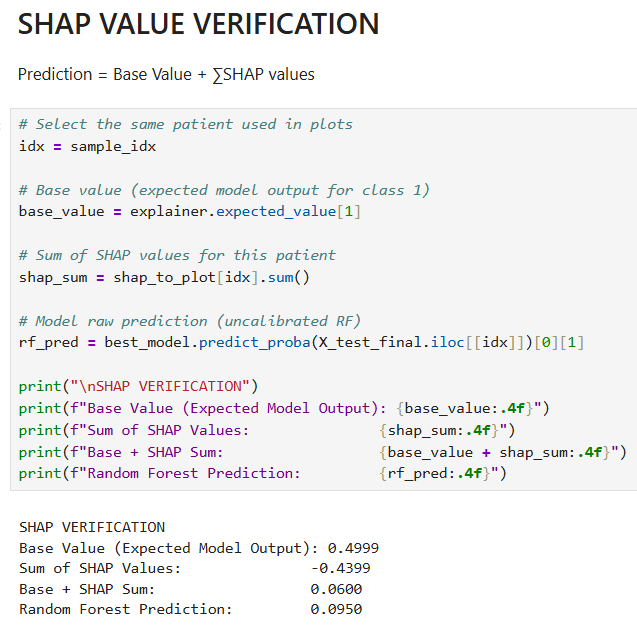 SHAP VALUE VERIFICATION
Prediction = Base Value + ∑SHAP values
# Select the same patient used in plots
idx = sample_idx
# Base value (expected model output for class 1)
base_value = explainer.expected_value[1]
# Sum of SHAP values for this patient
shap_sum = shap_to_plot[idx].sum()
# Model raw prediction (uncalibrated RF)
rf_pred = best_model.predict_proba(X_test_final.iloc[[idx]])[0][1]
print("\nSHAP VERIFICATION")
print(f"Base Value (Expected Model Output): {base_value:.4f}")
print(f"Sum of SHAP Values:               {shap_sum:.4f}")
print(f"Base + SHAP Sum:                  {base_value + shap_sum:.4f}")
print(f"Random Forest Prediction:         {rf_pred:.4f}")
SHAP VERIFICATION
Base Value (Expected Model Output): 0.4999
Sum of SHAP Values:               -0.4399
Base + SHAP Sum:                  0.0600
Random Forest Prediction:         0.0950